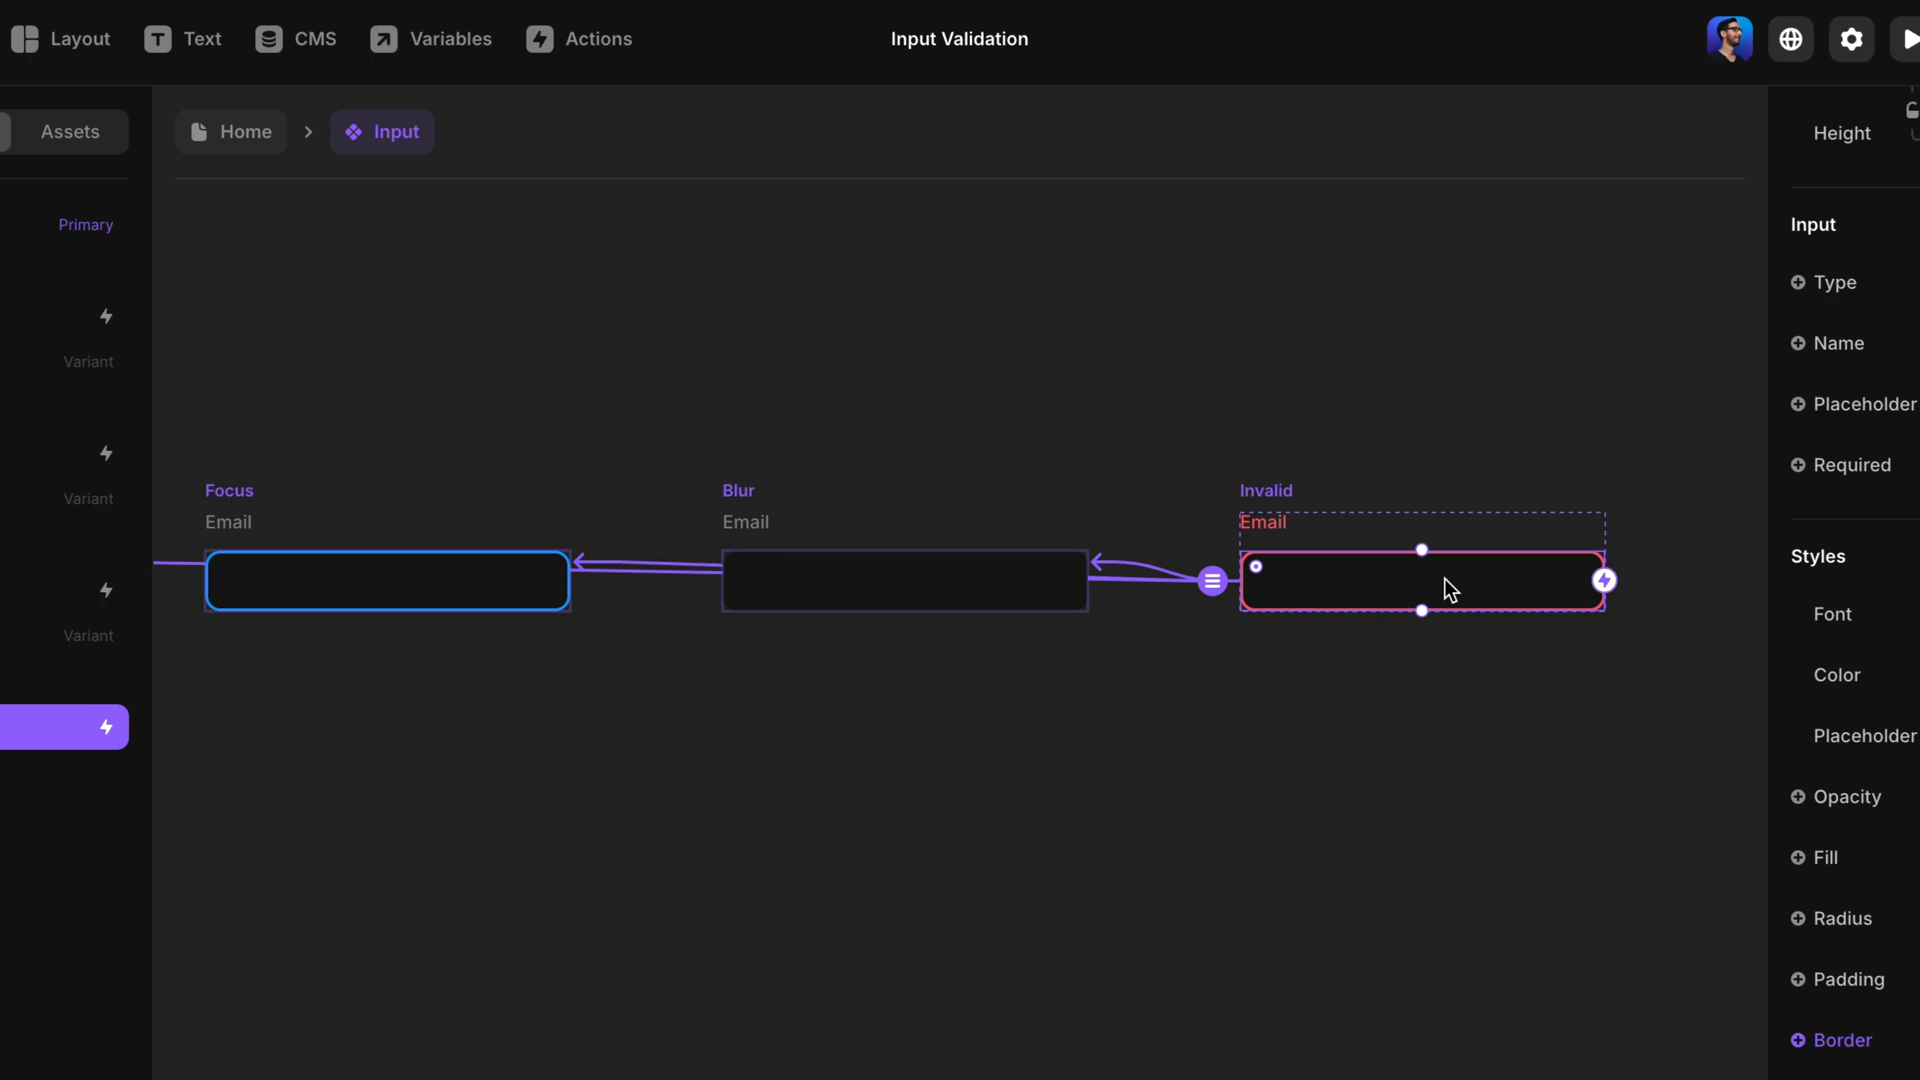 Layout
Text
CMS
Variables
Actions
Input Validation
Assets
Home
Input
Height
Primary
Variant
Variant
Variant
Focus
Email
Blur
Email
Invalid
Email
Input
Type
Name
Placeholder
Required
Styles
Font
Color
Placeholder
Opacity
Fill
Radius
Padding
Border